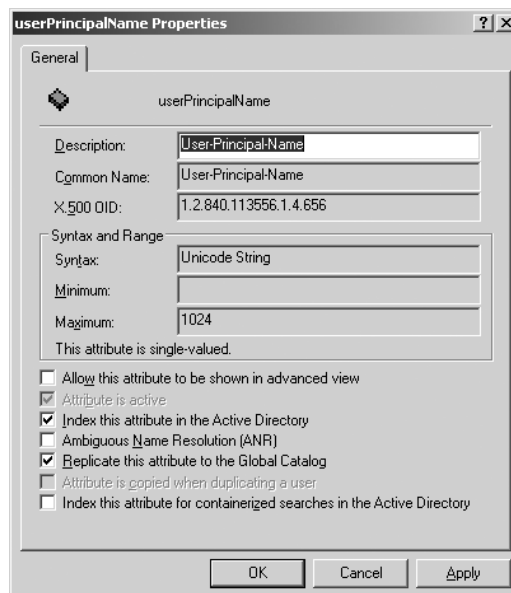 userPrincipalName Properties
General
userPrincipalName
Description: User-Principal-Name
Common Name: User-Principal-Name
X.500 OID: 1.2.840.113556.1.4.656
Syntax and Range
Syntax: Unicode String
Minimum:
Maximum: 1024
This attribute is single-valued.
Allow this attribute to be shown in advanced view
Attribute is active
Index this attribute in the Active Directory
Ambiguous Name Resolution (ANR)
Replicate this attribute to the Global Catalog
Attribute is copied when duplicating a user
Index this attribute for containerized searches in the Active Directory
OK Cancel Apply